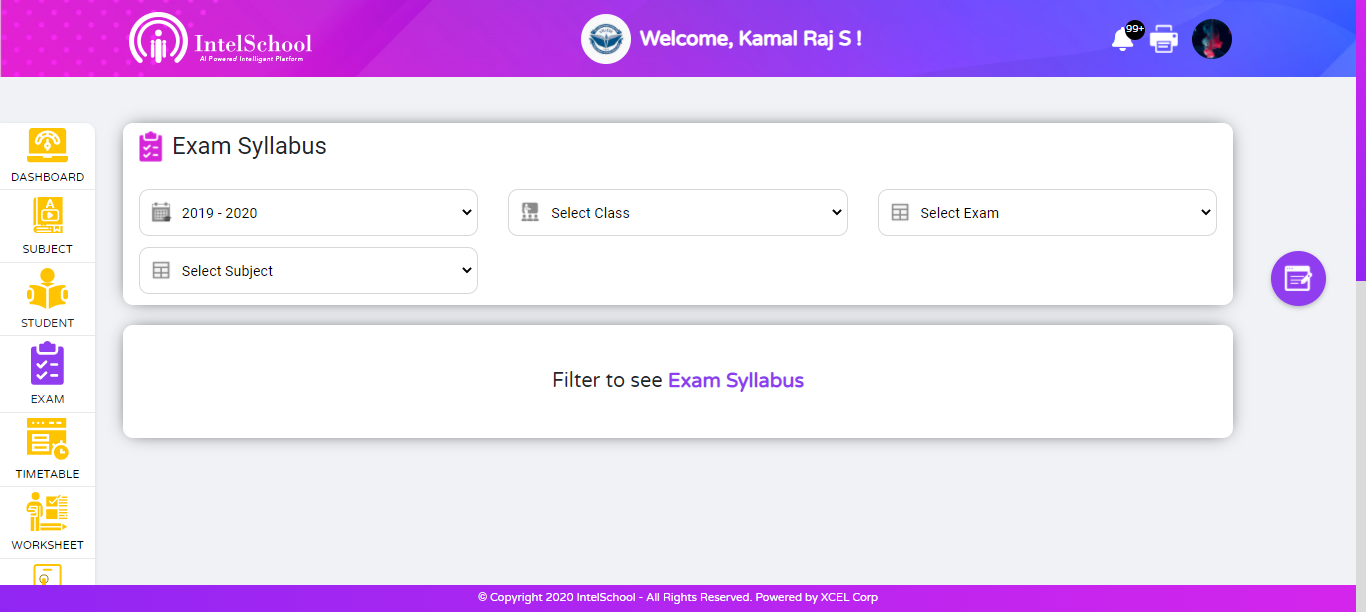 IntelSchool
AI Powered Intelligent Platform
Welcome, Kamal Raj S !
99+
DASHBOARD
SUBJECT
STUDENT
EXAM
TIMETABLE
WORKSHEET
Exam Syllabus
2019 - 2020
Select Class
Select Exam
Select Subject
Filter to see Exam Syllabus
© Copyright 2020 IntelSchool - All Rights Reserved. Powered by XCEL Corp